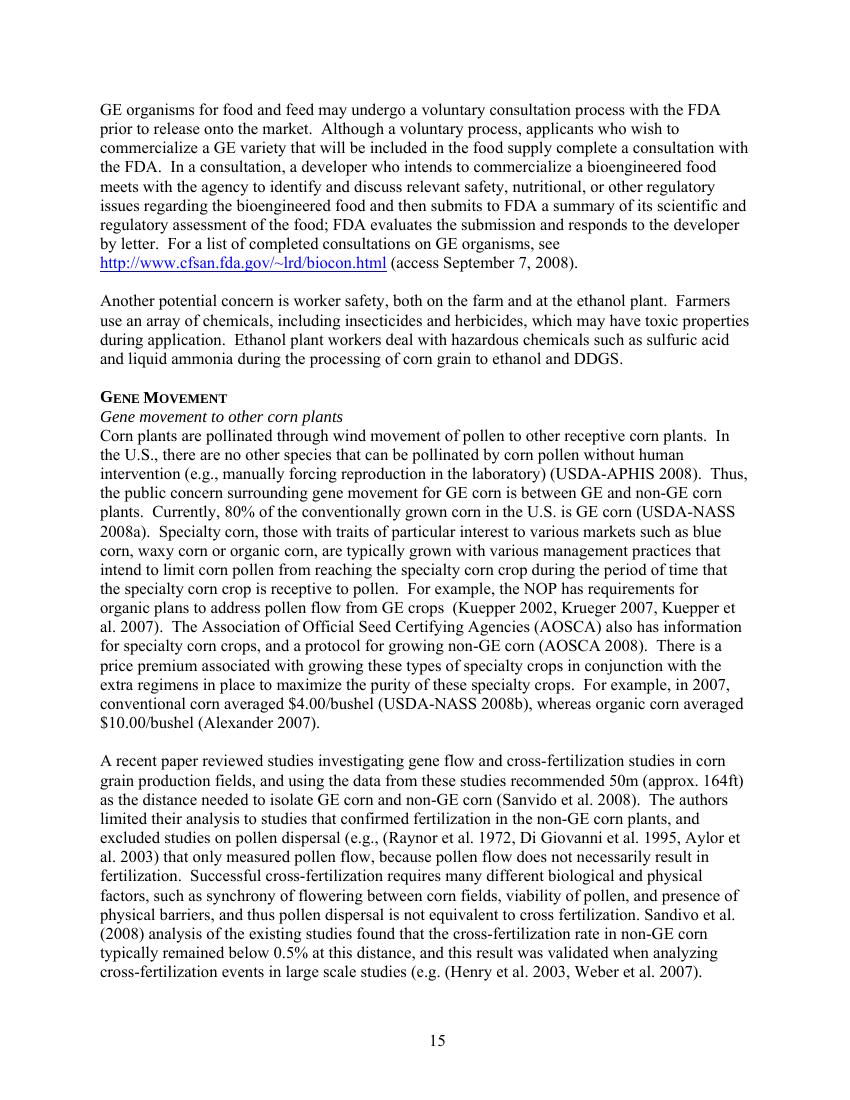 GE organisms for food and feed may undergo a voluntary consultation process with the FDA
prior to release onto the market.  Although a voluntary process, applicants who wish to
commercialize a GE variety that will be included in the food supply complete a consultation with
the FDA.  In a consultation, a developer who intends to commercialize a bioengineered food
meets with the agency to identify and discuss relevant safety, nutritional, or other regulatory
issues regarding the bioengineered food and then submits to FDA a summary of its scientific and
regulatory assessment of the food; FDA evaluates the submission and responds to the developer
by letter.  For a list of completed consultations on GE organisms, see
http://www.cfsan.fda.gov/~lrd/biocon.html (access September 7, 2008).
Another potential concern is worker safety, both on the farm and at the ethanol plant.  Farmers
use an array of chemicals, including insecticides and herbicides, which may have toxic properties
during application.  Ethanol plant workers deal with hazardous chemicals such as sulfuric acid
and liquid ammonia during the processing of corn grain to ethanol and DDGS.
GENE MOVEMENT
Gene movement to other corn plants
Corn plants are pollinated through wind movement of pollen to other receptive corn plants.  In
the U.S., there are no other species that can be pollinated by corn pollen without human
intervention (e.g., manually forcing reproduction in the laboratory) (USDA-APHIS 2008).  Thus,
the public concern surrounding gene movement for GE corn is between GE and non-GE corn
plants.  Currently, 80% of the conventionally grown corn in the U.S. is GE corn (USDA-NASS
2008a).  Specialty corn, those with traits of particular interest to various markets such as blue
corn, waxy corn or organic corn, are typically grown with various management practices that
intend to limit corn pollen from reaching the specialty corn crop during the period of time that
the specialty corn crop is receptive to pollen.  For example, the NOP has requirements for
organic plans to address pollen flow from GE crops  (Kuepper 2002, Krueger 2007, Kuepper et
al. 2007).  The Association of Official Seed Certifying Agencies (AOSCA) also has information
for specialty corn crops, and a protocol for growing non-GE corn (AOSCA 2008).  There is a
price premium associated with growing these types of specialty crops in conjunction with the
extra regimens in place to maximize the purity of these specialty crops.  For example, in 2007,
conventional corn averaged $4.00/bushel (USDA-NASS 2008b), whereas organic corn averaged
$10.00/bushel (Alexander 2007).
A recent paper reviewed studies investigating gene flow and cross-fertilization studies in corn
grain production fields, and using the data from these studies recommended 50m (approx. 164ft)
as the distance needed to isolate GE corn and non-GE corn (Sanvido et al. 2008).  The authors
limited their analysis to studies that confirmed fertilization in the non-GE corn plants, and
excluded studies on pollen dispersal (e.g., (Raynor et al. 1972, Di Giovanni et al. 1995, Aylor et
al. 2003) that only measured pollen flow, because pollen flow does not necessarily result in
fertilization.  Successful cross-fertilization requires many different biological and physical
factors, such as synchrony of flowering between corn fields, viability of pollen, and presence of
physical barriers, and thus pollen dispersal is not equivalent to cross fertilization. Sandivo et al.
(2008) analysis of the existing studies found that the cross-fertilization rate in non-GE corn
typically remained below 0.5% at this distance, and this result was validated when analyzing
cross-fertilization events in large scale studies (e.g. (Henry et al. 2003, Weber et al. 2007).
15